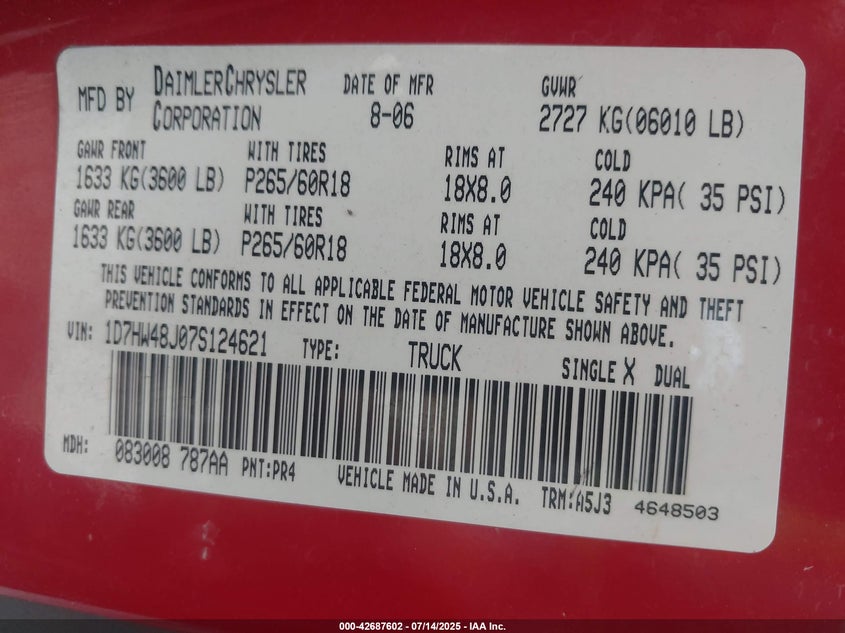 MFD BY DAIMLERCHRYSLER CORPORATION DATE OF MFR 8-06 GVWR 2727 KG(06010 LB)
GAWR FRONT WITH TIRES RIMS AT COLD
1633 KG(3600 LB) P265/60R18 18X8.0 240 KPA( 35 PSI)
GAWR REAR WITH TIRES RIMS AT COLD
1633 KG(3600 LB) P265/60R18 18X8.0 240 KPA( 35 PSI)
THIS VEHICLE CONFORMS TO ALL APPLICABLE FEDERAL MOTOR VEHICLE SAFETY AND THEFT
PREVENTION STANDARDS IN EFFECT ON THE DATE OF MANUFACTURE SHOWN ABOVE.
VIN: 1D7HW48J07S124621 TYPE: TRUCK SINGLE X DUAL
MDH: 083008 787AA PNT:PR4 VEHICLE MADE IN U.S.A. TRM:A5J3 4648503
000-42687602 - 07/14/2025 - IAA Inc.